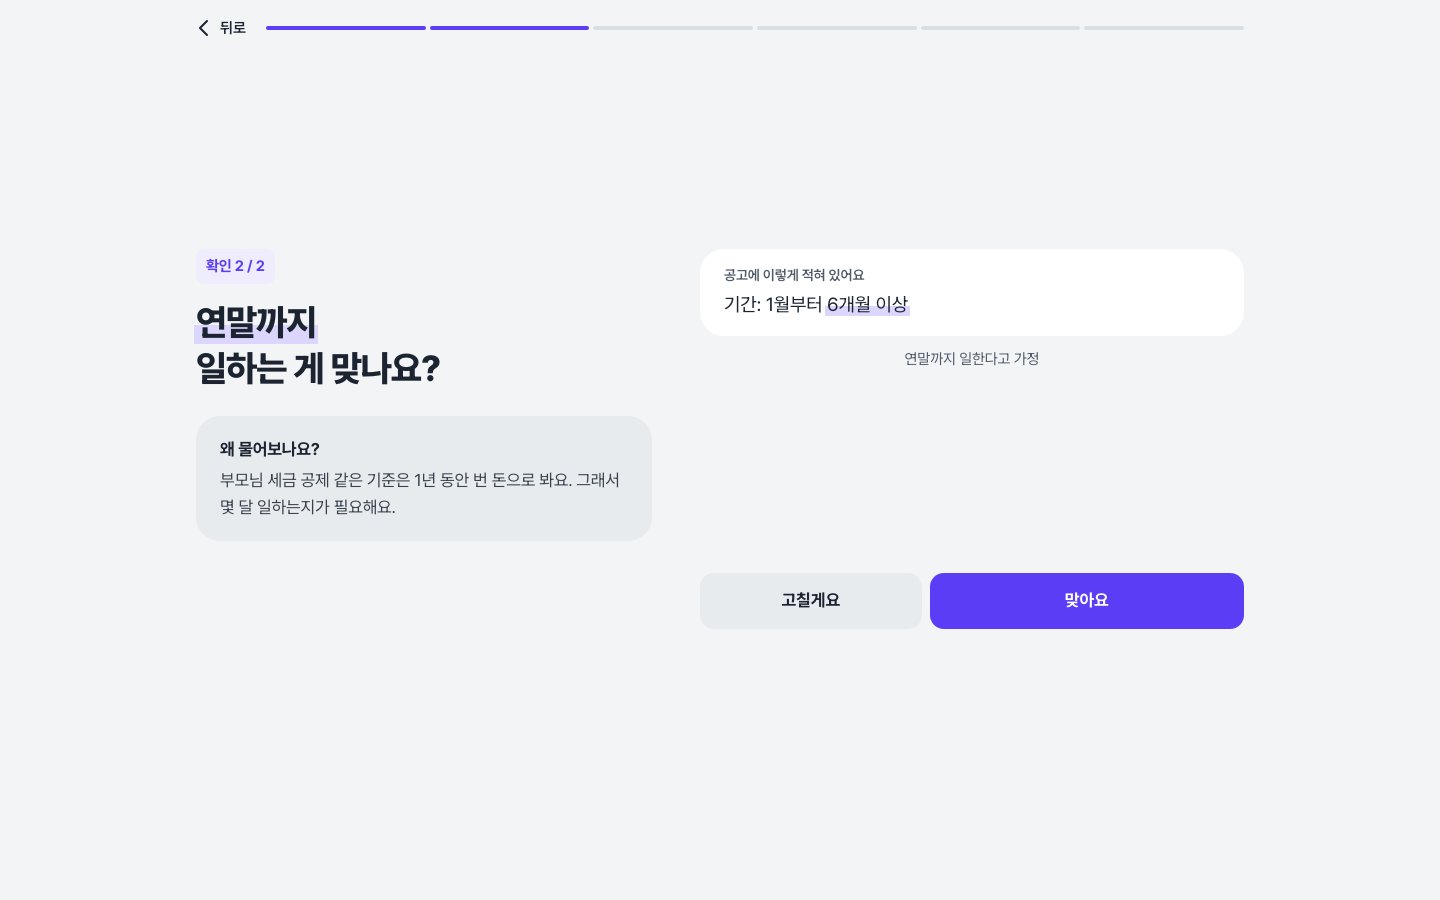 뒤로
확인 2 / 2
연말까지
일하는 게 맞나요?
왜 물어보나요?
부모님 세금 공제 같은 기준은 1년 동안 번 돈으로 봐요. 그래서
몇 달 일하는지가 필요해요.
공고에 이렇게 적혀 있어요
기간: 1월부터 6개월 이상
연말까지 일한다고 가정
고칠게요
맞아요